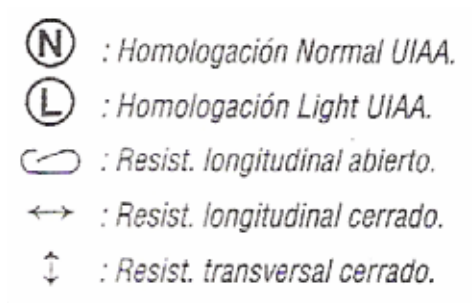 N : Homologación Normal UIAA.
L : Homologación Light UIAA.
: Resist. longitudinal abierto.
↔ : Resist. longitudinal cerrado.
↕ : Resist. transversal cerrado.